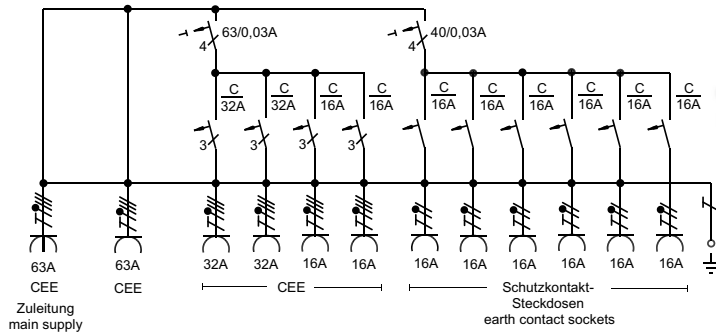 63/0,03A
40/0,03A
4
4
C C C C C C C C C C
32A 32A 16A 16A 16A 16A 16A 16A 16A 16A
3 3 3 3
63A 63A 32A 32A 16A 16A 16A 16A 16A 16A 16A 16A
CEE CEE CEE Schutzkontakt-
Zuleitung Steckdosen
main supply earth contact sockets